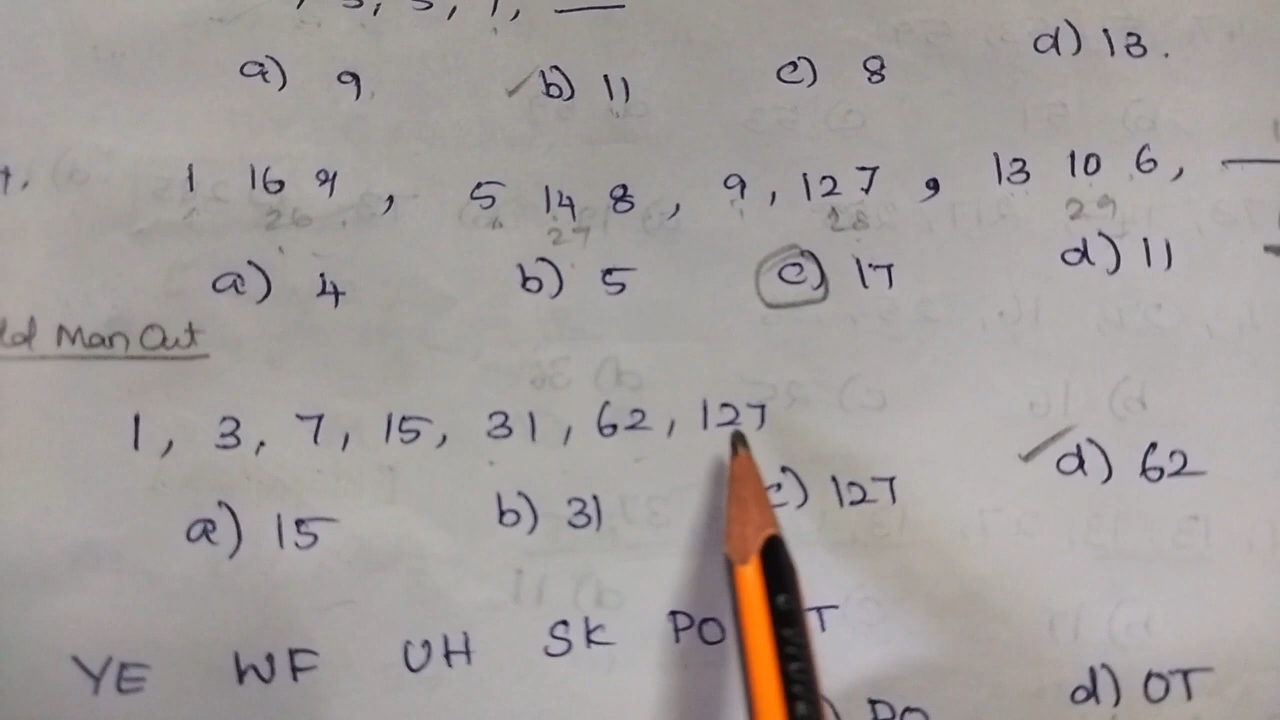 a) 9 b) 11 c) 8 d) 13.
1 16 9, 5 14 8, 9, 12 7, 13 10 6,
26 27 28 29
a) 4 b) 5 c) 17 d) 11
Man Out
1, 3, 7, 15, 31, 62, 127
a) 15 b) 31 c) 127 d) 62
YE WF UH SK PO T
PO d) OT